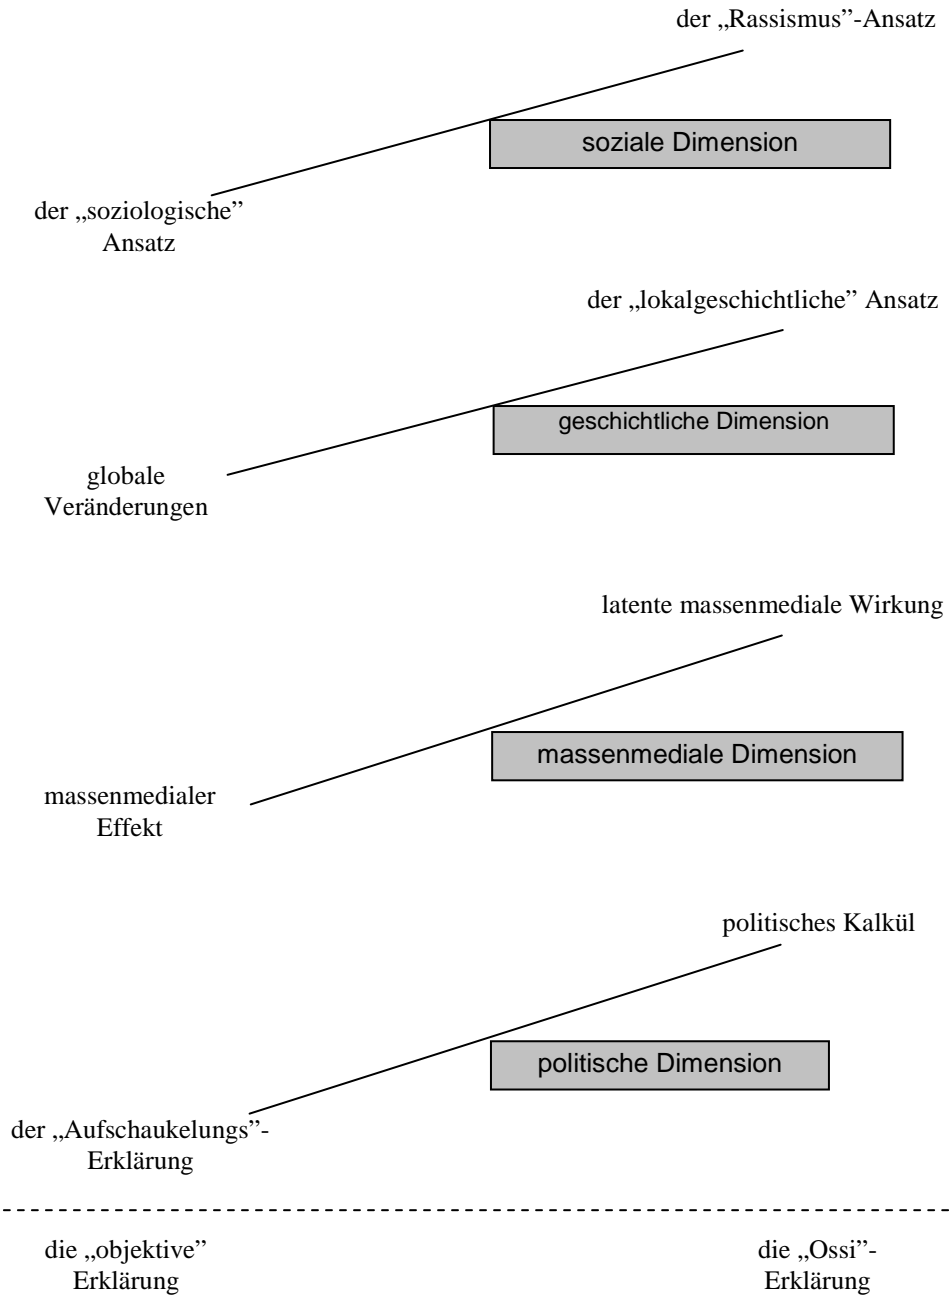 der „Rassismus”-Ansatz
soziale Dimension
der „soziologische”
Ansatz
der „lokalgeschichtliche” Ansatz
geschichtliche Dimension
globale
Veränderungen
latente massenmediale Wirkung
massenmediale Dimension
massenmedialer
Effekt
politisches Kalkül
politische Dimension
der „Aufschaukelungs”-
Erklärung
die „objektive”
Erklärung
die „Ossi”-
Erklärung